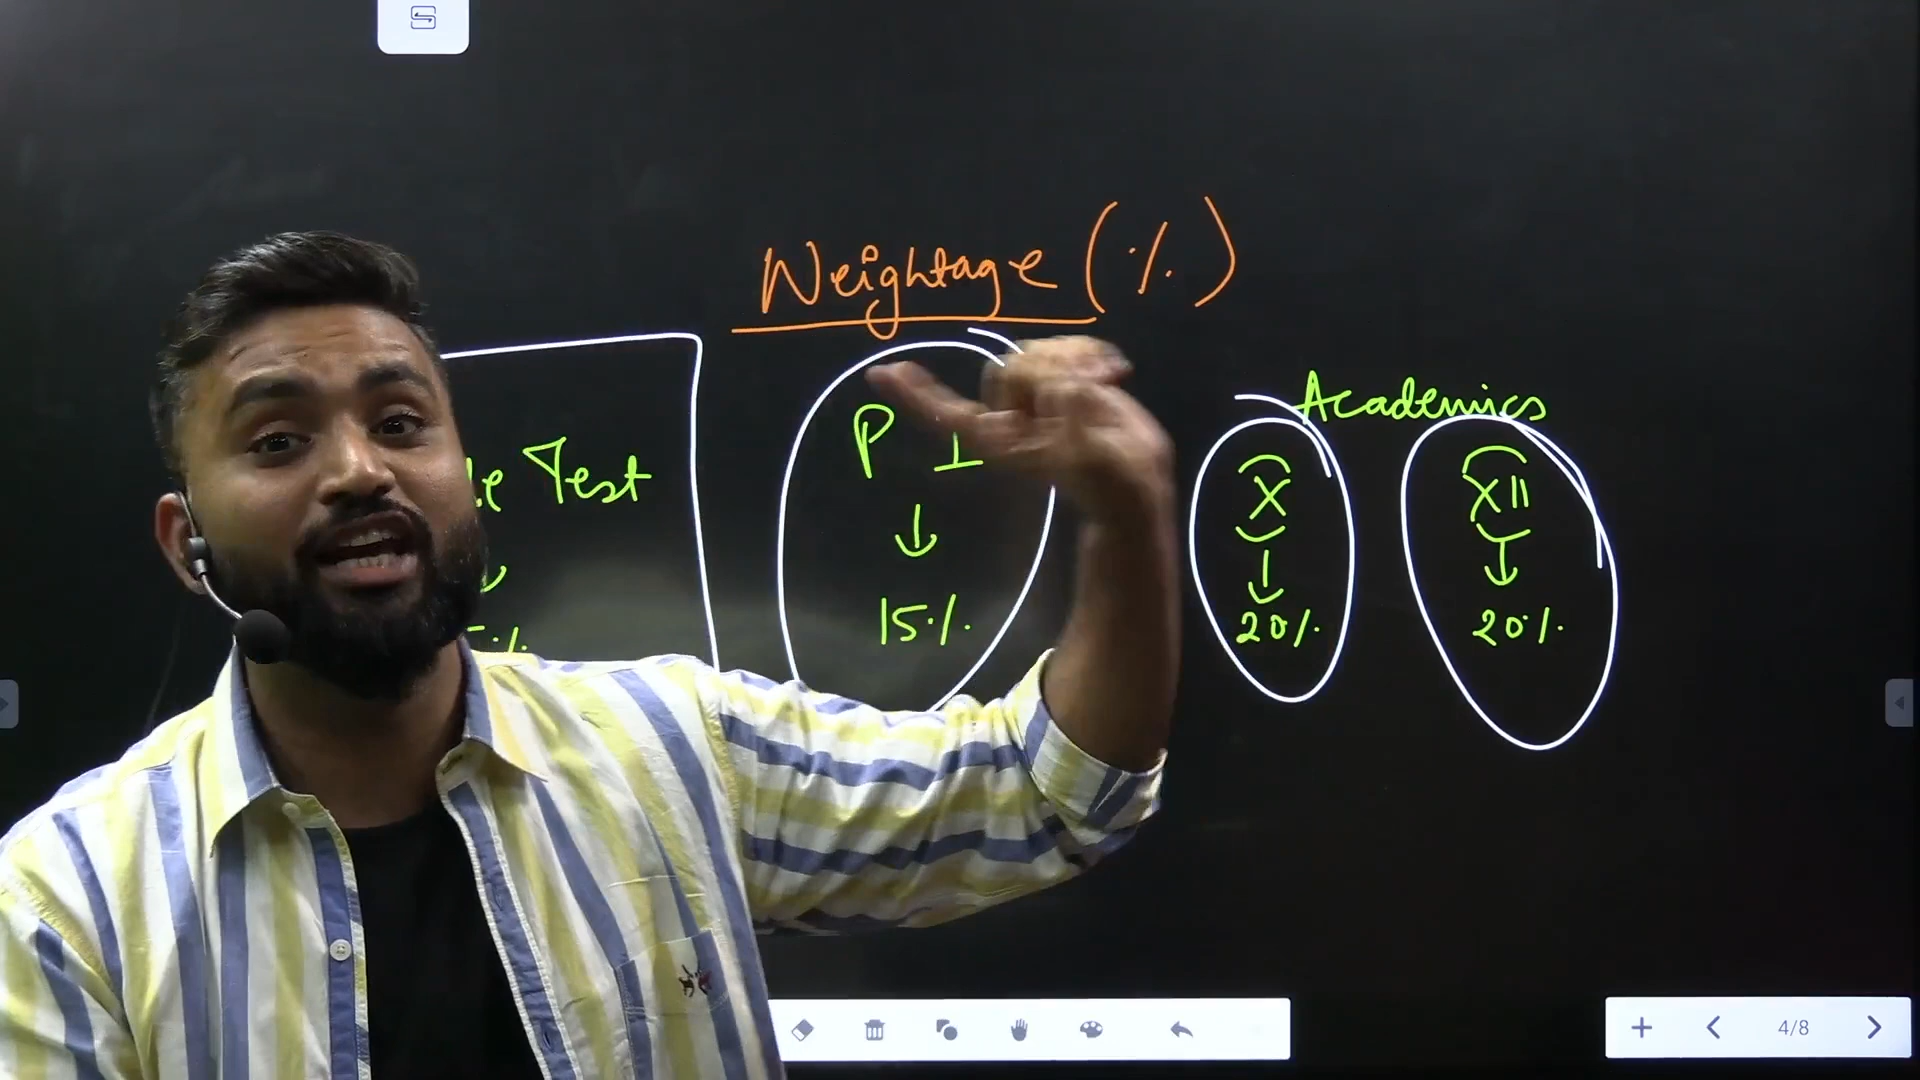 Weightage (%)
Academics
Test
P I
X
XII
15%
20%
20%
4/8